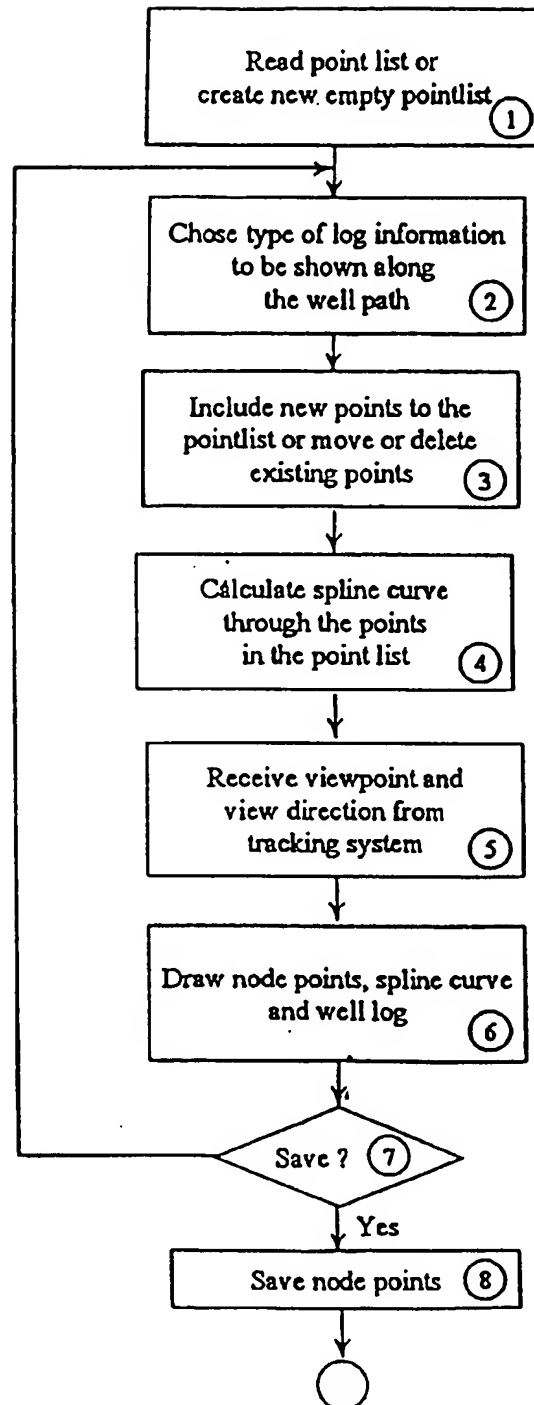 Read point list or
create new. empty pointlist
1
Chose type of log information
to be shown along
the well path
2
Include new points to the
pointlist or move or delete
existing points
3
Calculate spline curve
through the points
in the point list
4
Receive viewpoint and
view direction from
tracking system
5
Draw node points, spline curve
and well log
6
Save ? 7
Yes
Save node points 8